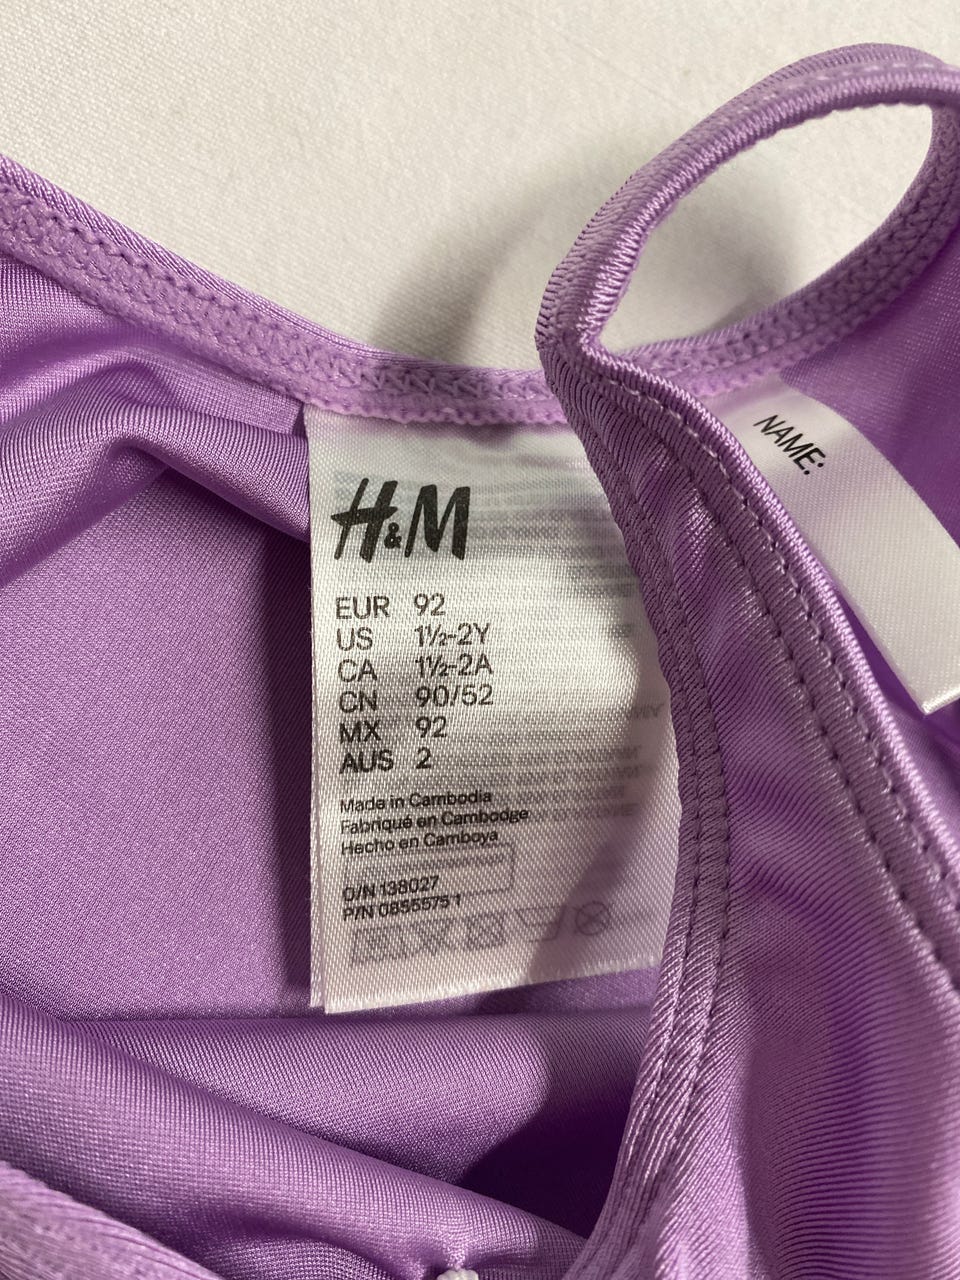 H&M
EUR 92
US 1½-2Y
CA 1½-2A
CN 90/52
MX 92
AUS 2
Made in Cambodia
Fabriqué en Cambodge
Hecho en Camboya
O/N 138027
P/N 0855575 1
NAME: